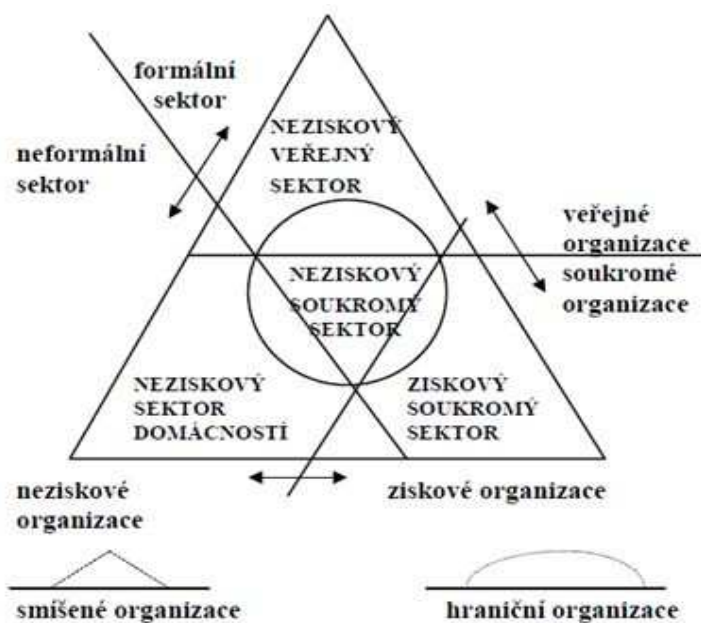 formální
sektor
neformální
sektor
NEZISKOVÝ
VEŘEJNÝ
SEKTOR
veřejné
organizace
soukromé
organizace
NEZISKOVÝ
SOUKROMÝ
SEKTOR
NEZISKOVÝ
SEKTOR
DOMÁCNOSTÍ
ZISKOVÝ
SOUKROMÝ
SEKTOR
neziskové
organizace
ziskové organizace
smíšené organizace
hraniční organizace